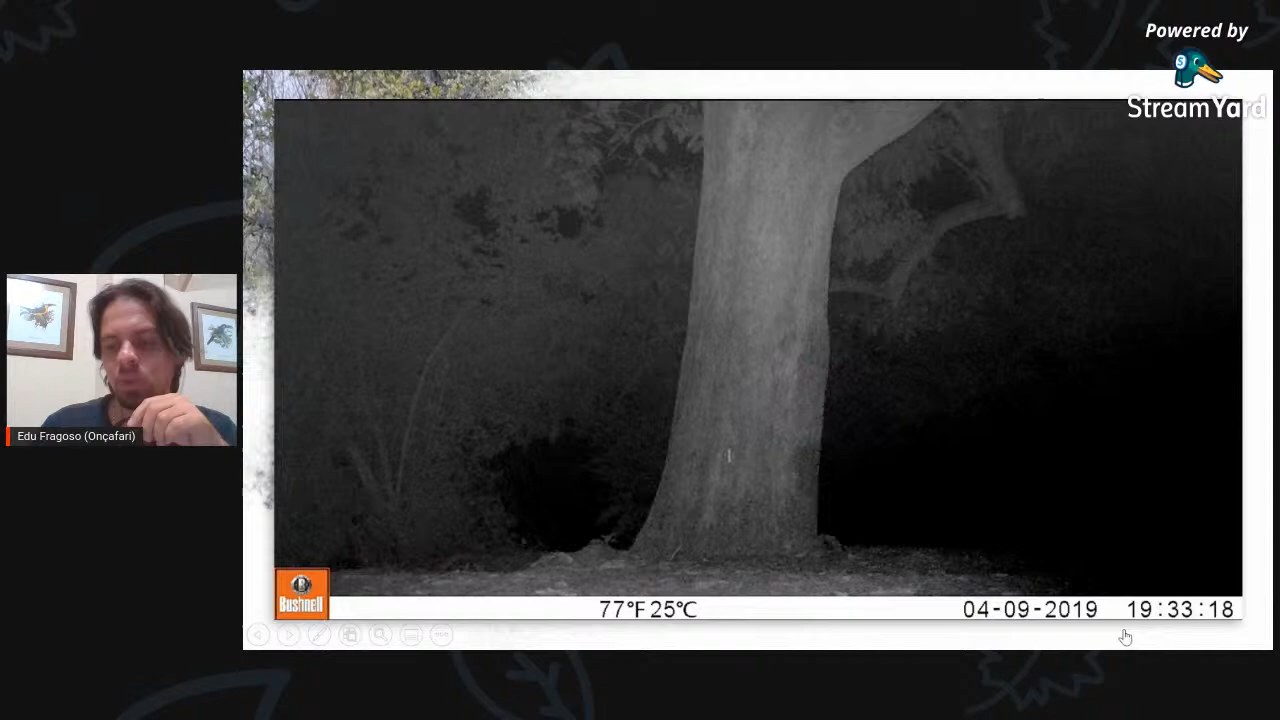 Powered by
StreamYard
Edu Fragoso (Onçafari)
Bushnell
77°F 25°C
04-09-2019 19:33:18